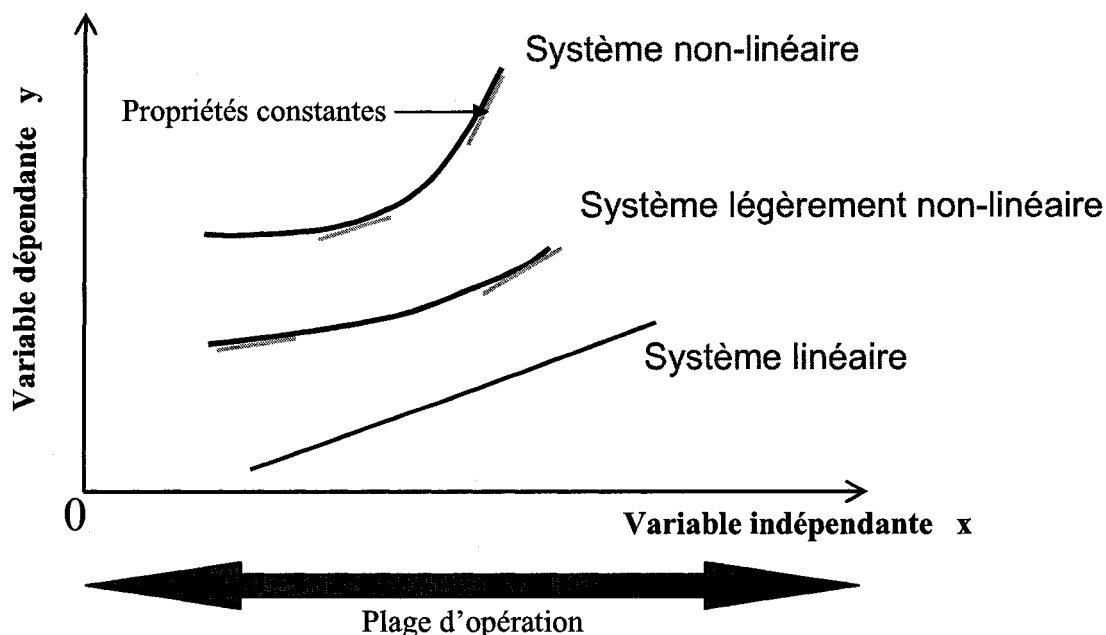 Système non-linéaire
Propriétés constantes
Variable dépendante y
Système légèrement non-linéaire
Système linéaire
0
Variable indépendante x
Plage d'opération